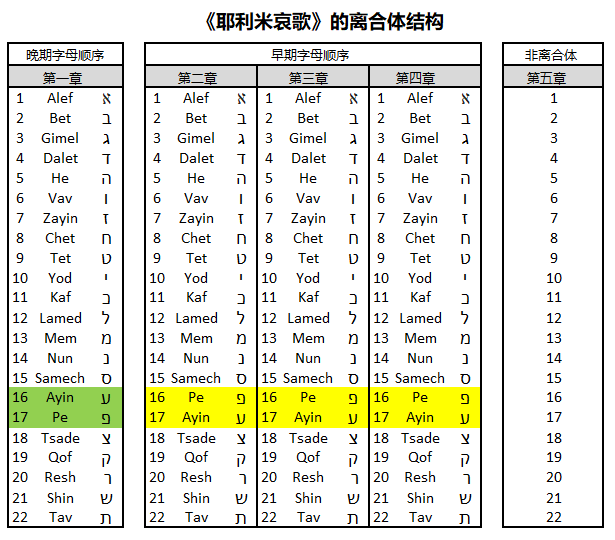 《耶利米哀歌》的离合体结构
晚期字母顺序 早期字母顺序 非离合体
第一章 第二章 第三章 第四章 第五章
1 Alef א 1 Alef א 1 Alef א 1 Alef א 1
2 Bet ב 2 Bet ב 2 Bet ב 2 Bet ב 2
3 Gimel ג 3 Gimel ג 3 Gimel ג 3 Gimel ג 3
4 Dalet ד 4 Dalet ד 4 Dalet ד 4 Dalet ד 4
5 He ה 5 He ה 5 He ה 5 He ה 5
6 Vav ו 6 Vav ו 6 Vav ו 6 Vav ו 6
7 Zayin ז 7 Zayin ז 7 Zayin ז 7 Zayin ז 7
8 Chet ח 8 Chet ח 8 Chet ח 8 Chet ח 8
9 Tet ט 9 Tet ט 9 Tet ט 9 Tet ט 9
10 Yod י 10 Yod י 10 Yod י 10 Yod י 10
11 Kaf כ 11 Kaf כ 11 Kaf כ 11 Kaf כ 11
12 Lamed ל 12 Lamed ל 12 Lamed ל 12 Lamed ל 12
13 Mem מ 13 Mem מ 13 Mem מ 13 Mem מ 13
14 Nun נ 14 Nun נ 14 Nun נ 14 Nun נ 14
15 Samech ס 15 Samech ס 15 Samech ס 15 Samech ס 15
16 Ayin ע 16 Pe פ 16 Pe פ 16 Pe פ 16
17 Pe פ 17 Ayin ע 17 Ayin ע 17 Ayin ע 17
18 Tsade צ 18 Tsade צ 18 Tsade צ 18 Tsade צ 18
19 Qof ק 19 Qof ק 19 Qof ק 19 Qof ק 19
20 Resh ר 20 Resh ר 20 Resh ר 20 Resh ר 20
21 Shin ש 21 Shin ש 21 Shin ש 21 Shin ש 21
22 Tav ת 22 Tav ת 22 Tav ת 22 Tav ת 22